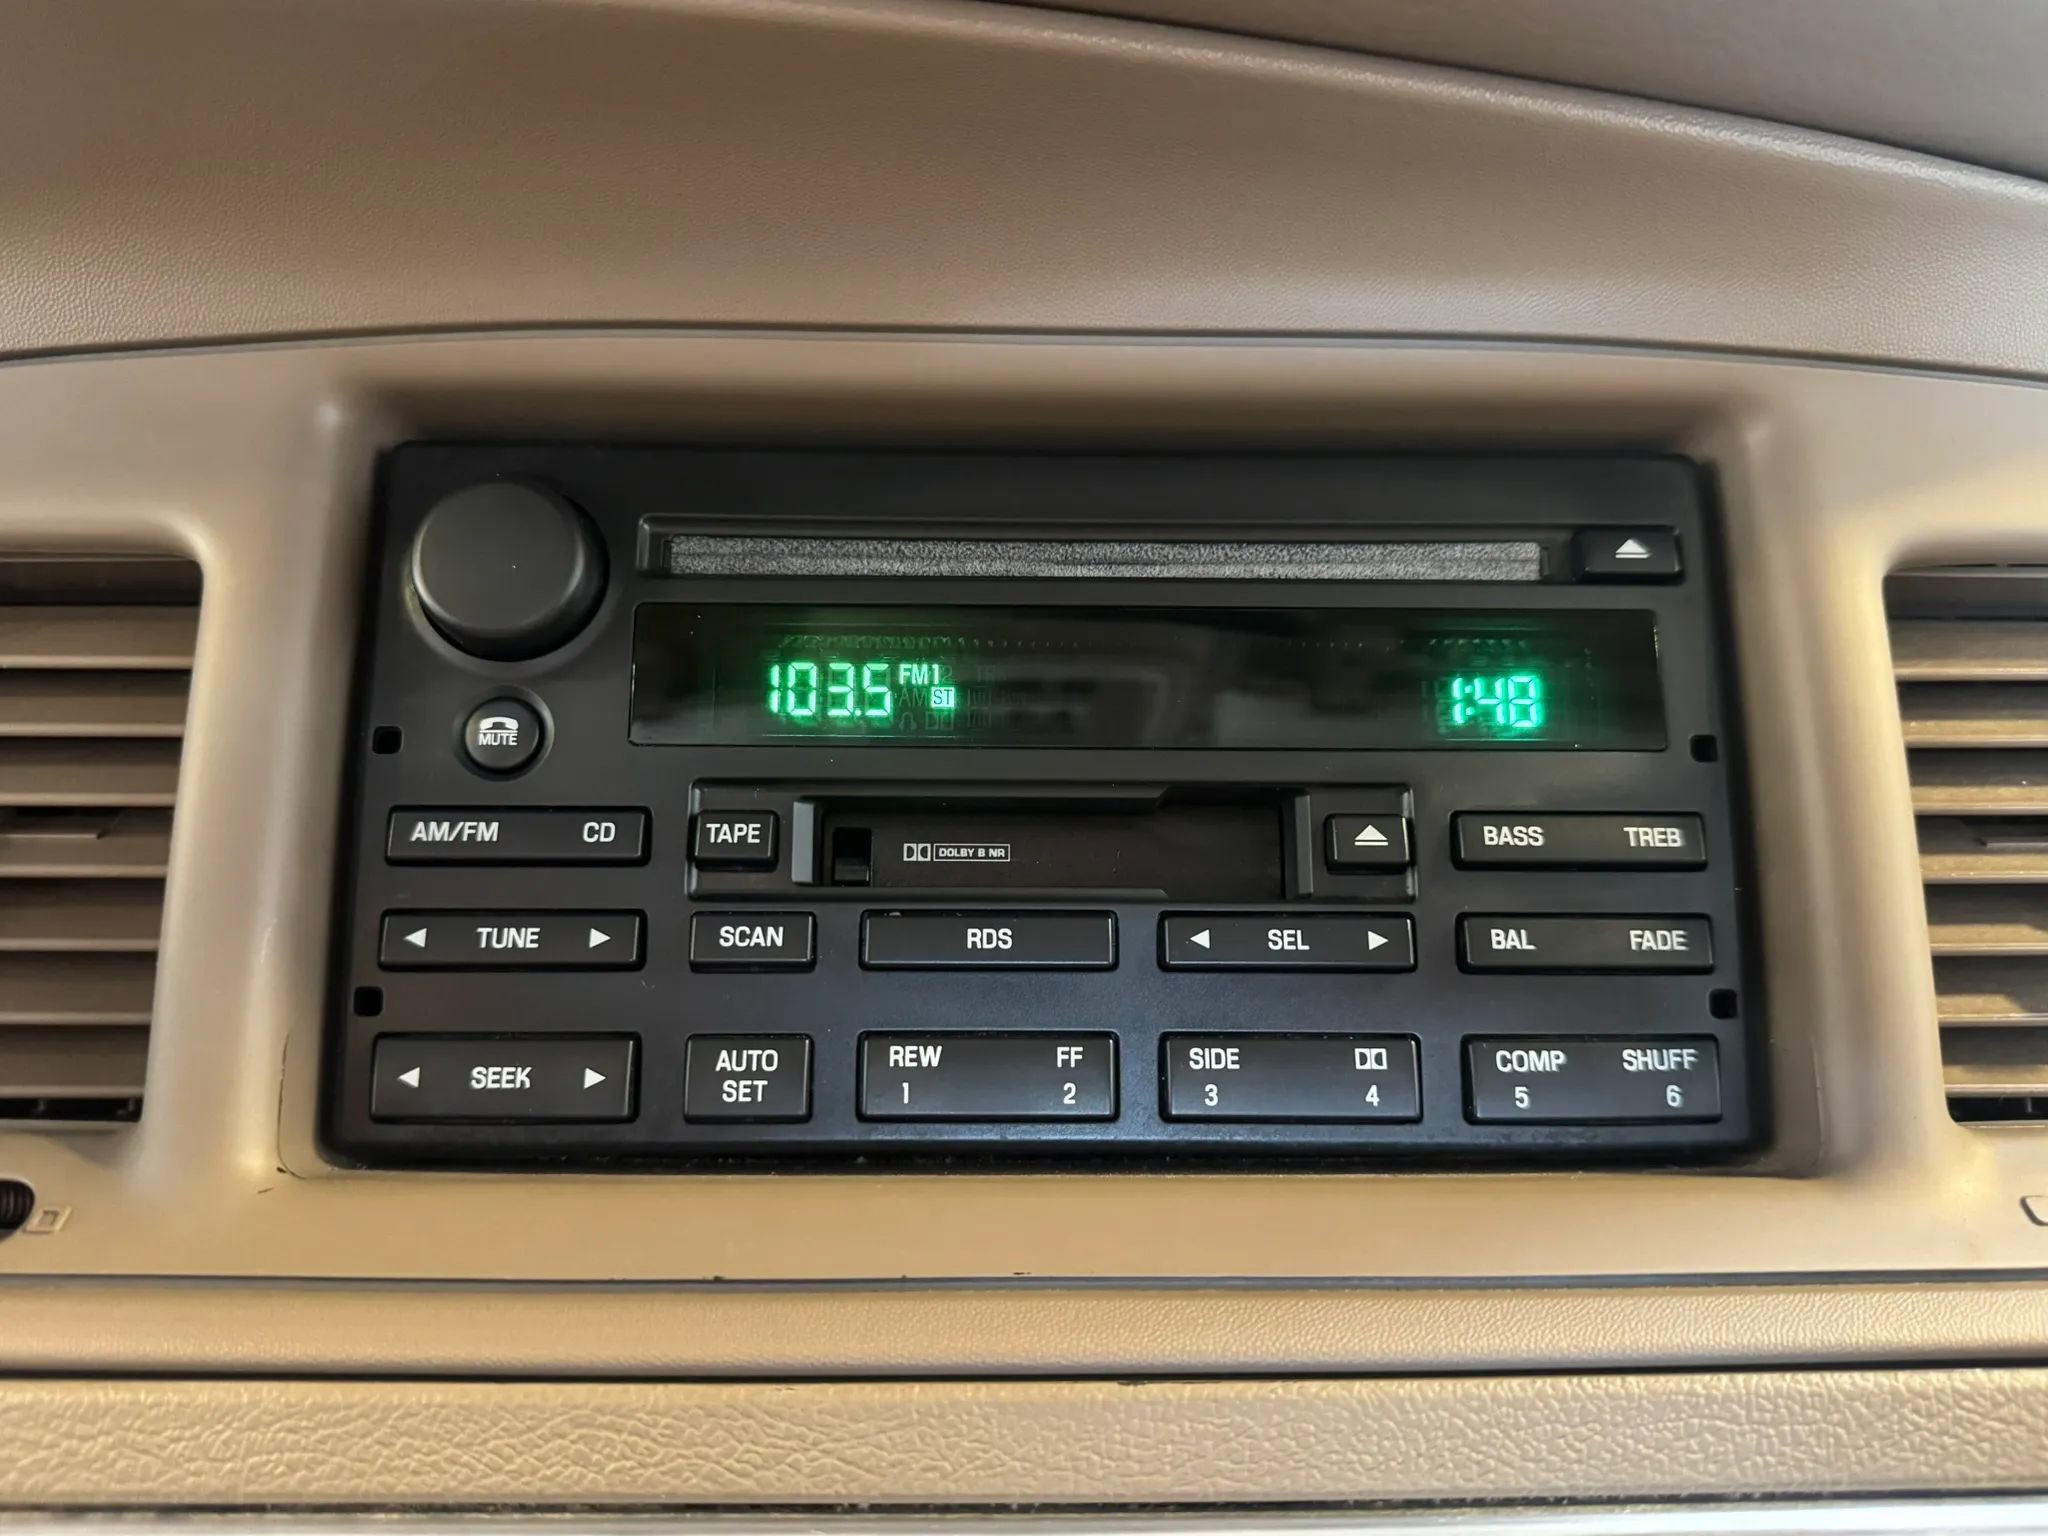 103.5 FM1 ST 1:48
MUTE
AM/FM CD
TAPE
DOLBY B NR
BASS TREB
TUNE
SCAN
RDS
SEL
BAL FADE
SEEK
AUTO SET
REW FF
1 2
SIDE
3 4
COMP SHUFF
5 6